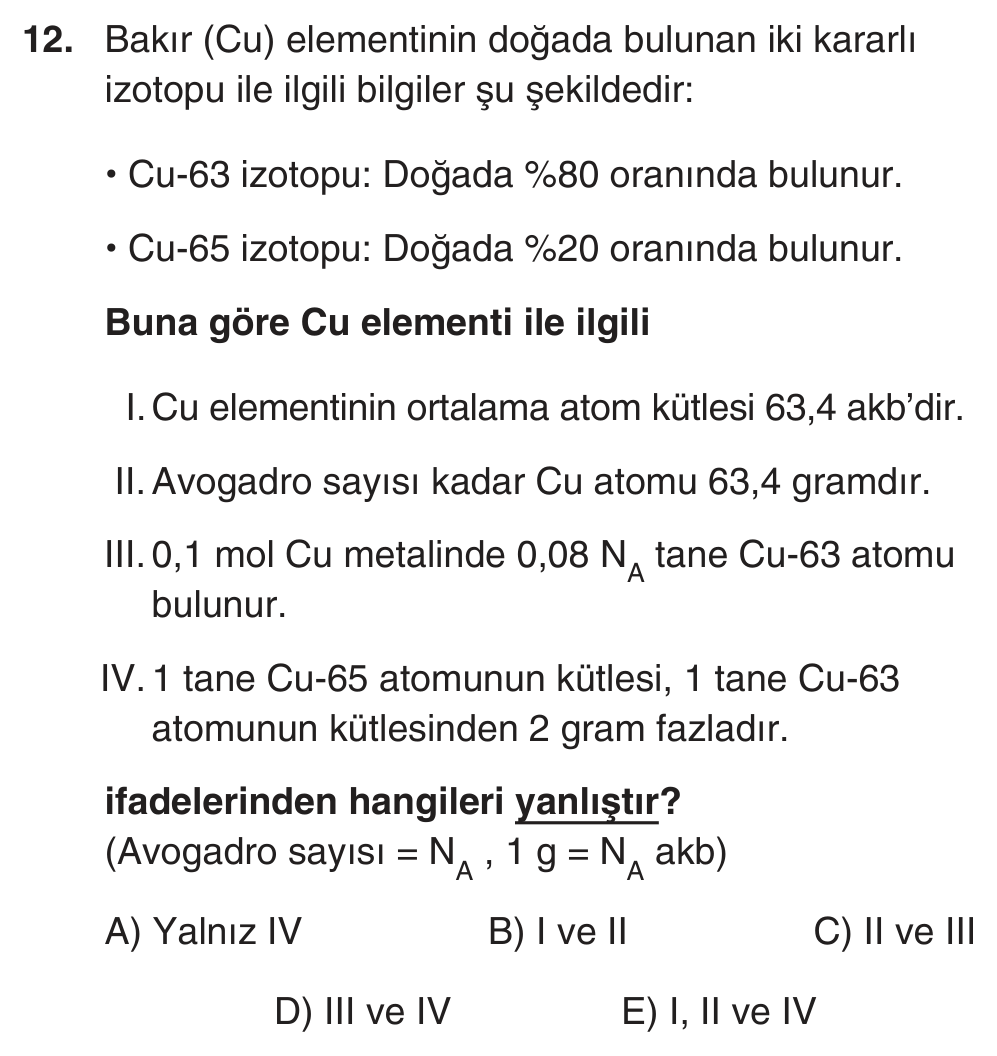 12. Bakır (Cu) elementinin doğada bulunan iki kararlı
izotopu ile ilgili bilgiler şu şekildedir:
• Cu-63 izotopu: Doğada %80 oranında bulunur.
• Cu-65 izotopu: Doğada %20 oranında bulunur.
Buna göre Cu elementi ile ilgili
I. Cu elementinin ortalama atom kütlesi 63,4 akb’dir.
II. Avogadro sayısı kadar Cu atomu 63,4 gramdır.
III. 0,1 mol Cu metalinde 0,08 N_A tane Cu-63 atomu
bulunur.
IV. 1 tane Cu-65 atomunun kütlesi, 1 tane Cu-63
atomunun kütlesinden 2 gram fazladır.
ifadelerinden hangileri yanlıştır?
(Avogadro sayısı = N_A , 1 g = N_A akb)
A) Yalnız IV B) I ve II C) II ve III
D) III ve IV E) I, II ve IV